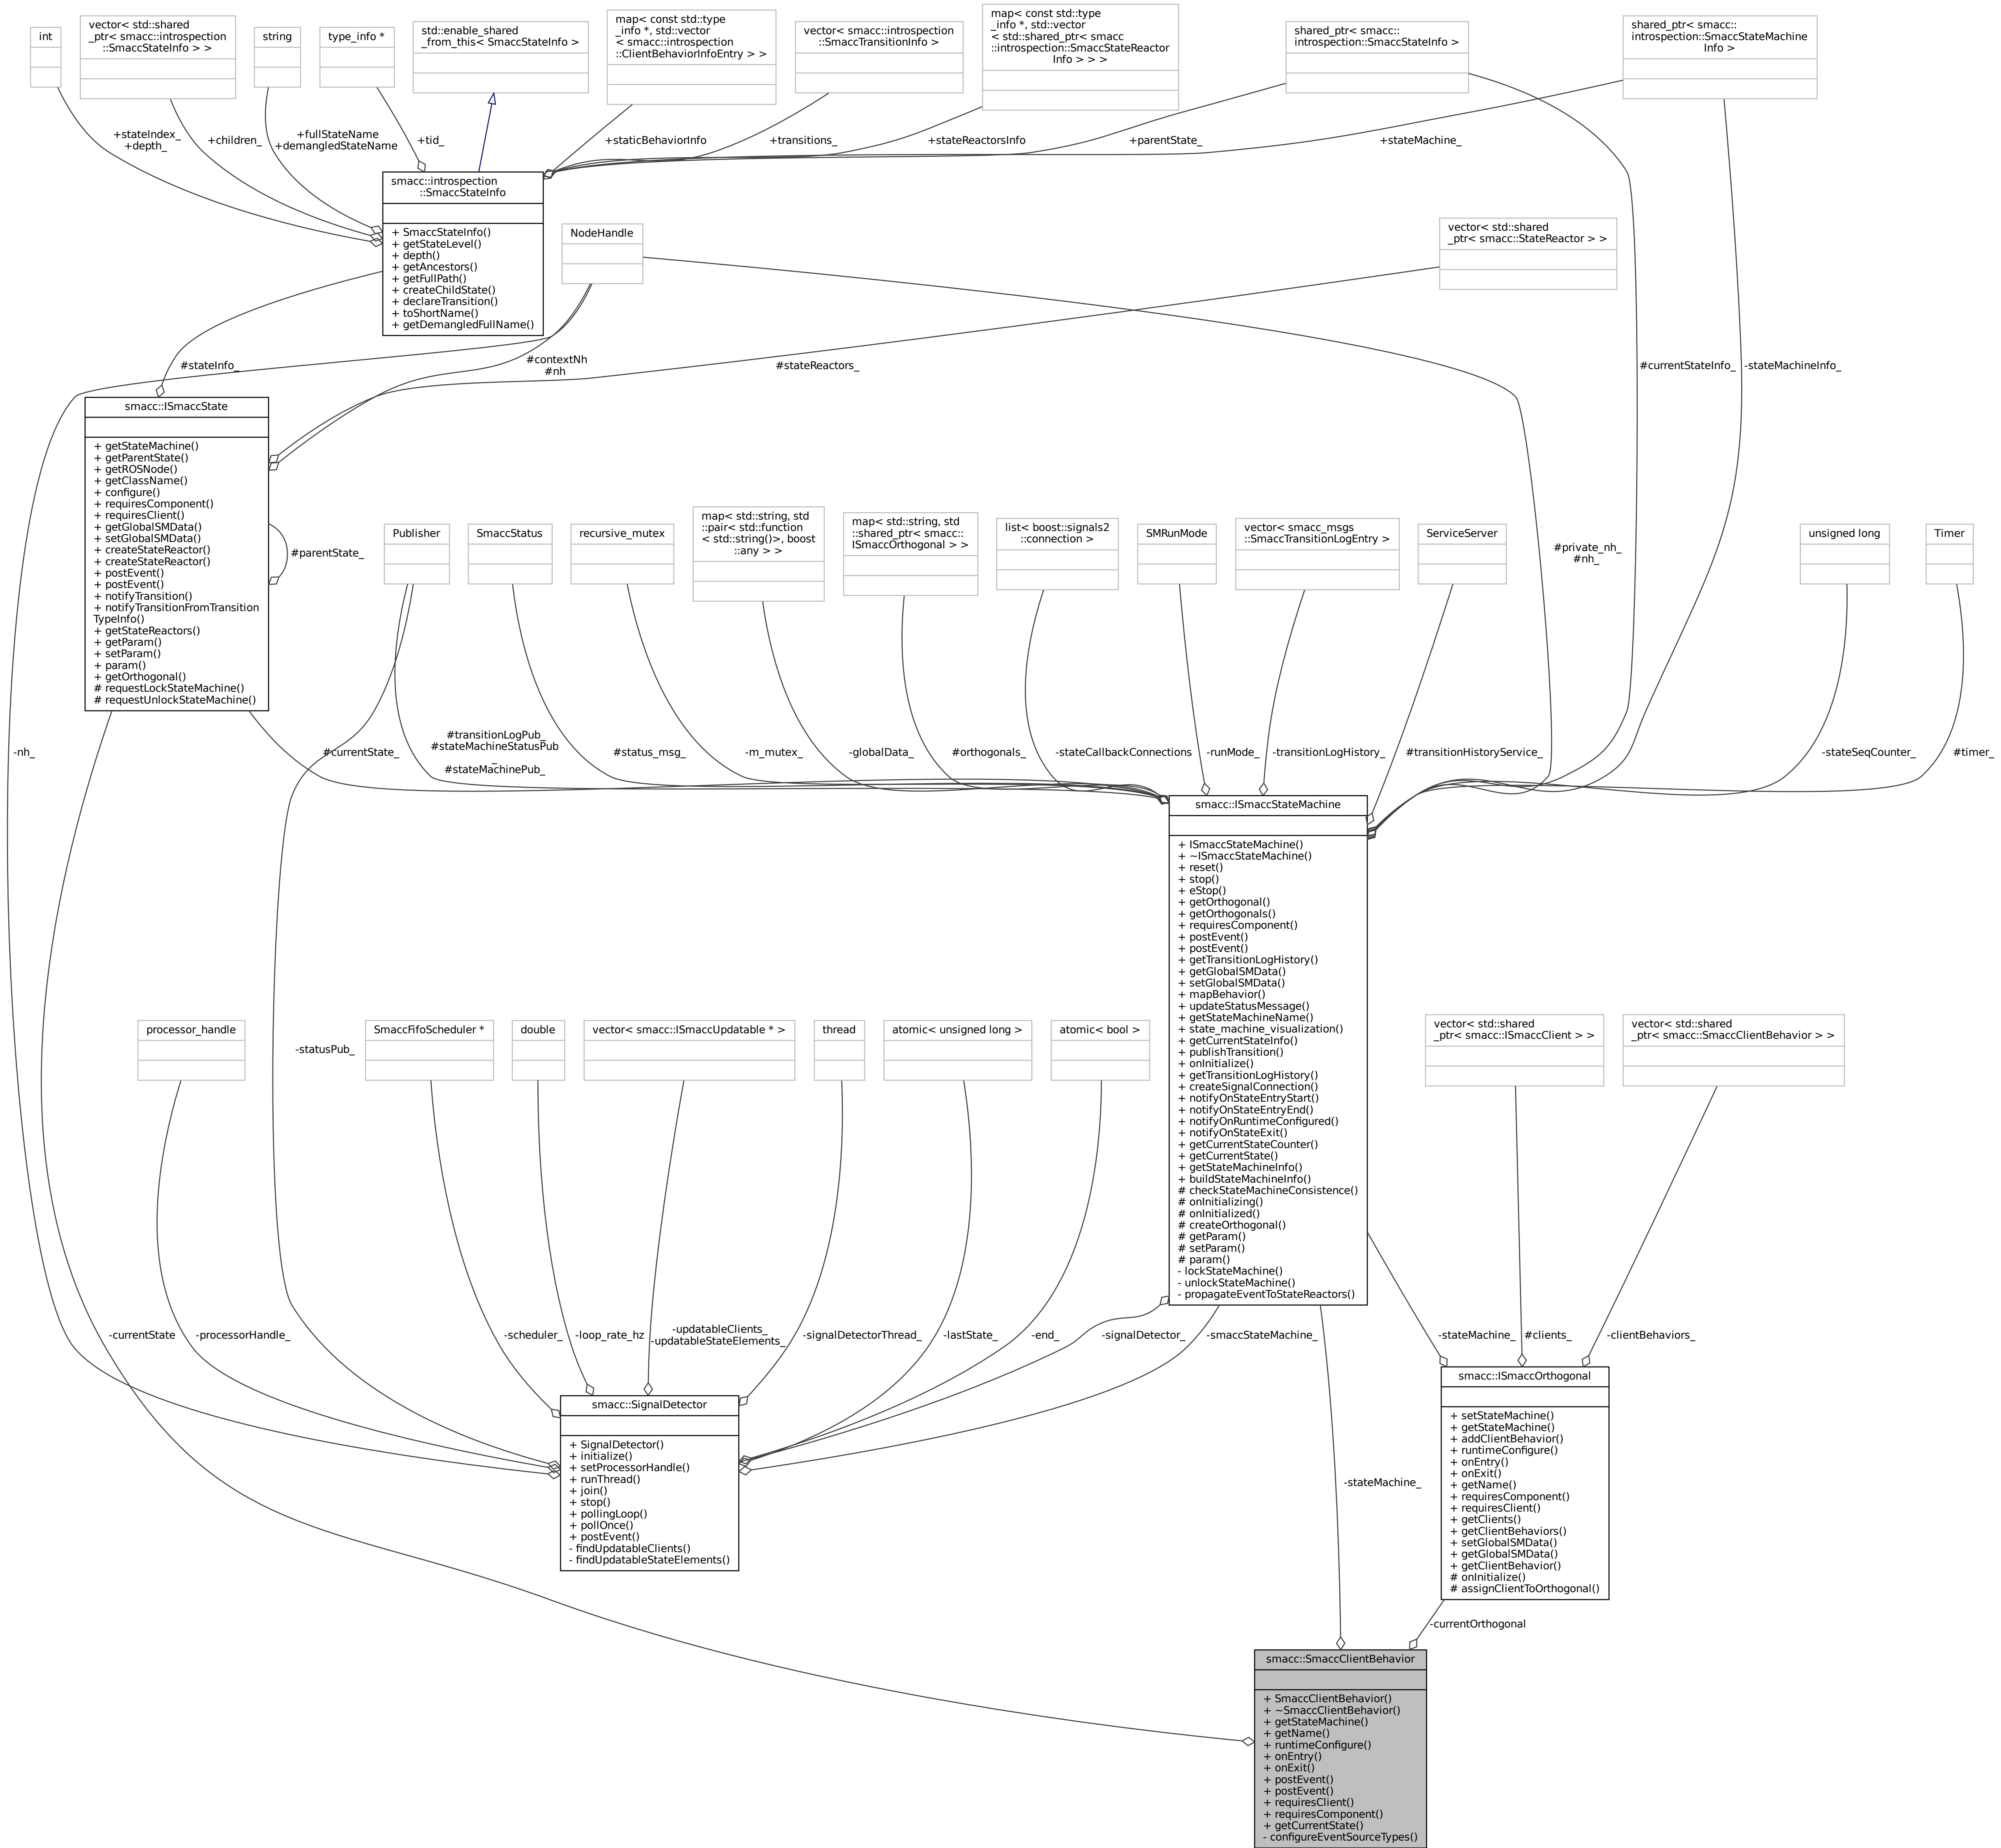 int
vector< std::shared
_ptr< smacc::introspection
::SmaccStateInfo > >
string
type_info *
std::enable_shared
_from_this< SmaccStateInfo >
map< const std::type
_info *, std::vector
< smacc::introspection
::ClientBehaviorInfoEntry > >
vector< smacc::introspection
::SmaccTransitionInfo >
map< const std::type
_info *, std::vector
< std::shared_ptr< smacc
::introspection::SmaccStateReactor
Info > > >
shared_ptr< smacc::
introspection::SmaccStateInfo >
shared_ptr< smacc::
introspection::SmaccStateMachine
Info >
+stateIndex_
+depth_
+children_
+fullStateName
+demangledStateName
+tid_
+staticBehaviorInfo
+transitions_
+stateReactorsInfo
+parentState_
+stateMachine_
smacc::introspection
::SmaccStateInfo
+ SmaccStateInfo()
+ getStateLevel()
+ depth()
+ getAncestors()
+ getFullPath()
+ createChildState()
+ declareTransition()
+ toShortName()
+ getDemangledFullName()
NodeHandle
vector< std::shared
_ptr< smacc::StateReactor > >
#stateInfo_
#contextNh
#nh
#stateReactors_
#currentStateInfo_
-stateMachineInfo_
smacc::ISmaccState
+ getStateMachine()
+ getParentState()
+ getROSNode()
+ getClassName()
+ configure()
+ requiresComponent()
+ requiresClient()
+ getGlobalSMData()
+ setGlobalSMData()
+ createStateReactor()
+ createStateReactor()
+ postEvent()
+ postEvent()
+ notifyTransition()
+ notifyTransitionFromTransition
TypeInfo()
+ getStateReactors()
+ getParam()
+ setParam()
+ param()
+ getOrthogonal()
# requestLockStateMachine()
# requestUnlockStateMachine()
#parentState_
Publisher
SmaccStatus
recursive_mutex
map< std::string, std
::pair< std::function
< std::string()>, boost
::any > >
map< std::string, std
::shared_ptr< smacc::
ISmaccOrthogonal > >
list< boost::signals2
::connection >
SMRunMode
vector< smacc_msgs
::SmaccTransitionLogEntry >
ServiceServer
#private_nh_
#nh_
unsigned long
Timer
-nh_
#currentState_
#transitionLogPub_
#stateMachineStatusPub
_
#stateMachinePub_
#status_msg_
-m_mutex_
-globalData_
#orthogonals_
-stateCallbackConnections
-runMode_
-transitionLogHistory_
#transitionHistoryService_
-stateSeqCounter_
#timer_
smacc::ISmaccStateMachine
+ ISmaccStateMachine()
+ ~ISmaccStateMachine()
+ reset()
+ stop()
+ eStop()
+ getOrthogonal()
+ getOrthogonals()
+ requiresComponent()
+ postEvent()
+ postEvent()
+ getTransitionLogHistory()
+ getGlobalSMData()
+ setGlobalSMData()
+ mapBehavior()
+ updateStatusMessage()
+ getStateMachineName()
+ state_machine_visualization()
+ getCurrentStateInfo()
+ publishTransition()
+ onInitialize()
+ getTransitionLogHistory()
+ createSignalConnection()
+ notifyOnStateEntryStart()
+ notifyOnStateEntryEnd()
+ notifyOnRuntimeConfigured()
+ notifyOnStateExit()
+ getCurrentStateCounter()
+ getCurrentState()
+ getStateMachineInfo()
+ buildStateMachineInfo()
# checkStateMachineConsistence()
# onInitializing()
# onInitialized()
# createOrthogonal()
# getParam()
# setParam()
# param()
- lockStateMachine()
- unlockStateMachine()
- propagateEventToStateReactors()
processor_handle
-statusPub_
SmaccFifoScheduler *
double
vector< smacc::ISmaccUpdatable * >
thread
atomic< unsigned long >
atomic< bool >
vector< std::shared
_ptr< smacc::ISmaccClient > >
vector< std::shared
_ptr< smacc::SmaccClientBehavior > >
-currentState
-processorHandle_
-scheduler_
-loop_rate_hz
-updatableClients_
-updatableStateElements_
-signalDetectorThread_
-lastState_
-end_
-signalDetector_
-smaccStateMachine_
-stateMachine_
#clients_
-clientBehaviors_
smacc::SignalDetector
+ SignalDetector()
+ initialize()
+ setProcessorHandle()
+ runThread()
+ join()
+ stop()
+ pollingLoop()
+ pollOnce()
+ postEvent()
- findUpdatableClients()
- findUpdatableStateElements()
-stateMachine_
smacc::ISmaccOrthogonal
+ setStateMachine()
+ getStateMachine()
+ addClientBehavior()
+ runtimeConfigure()
+ onEntry()
+ onExit()
+ getName()
+ requiresComponent()
+ requiresClient()
+ getClients()
+ getClientBehaviors()
+ setGlobalSMData()
+ getGlobalSMData()
+ getClientBehavior()
# onInitialize()
# assignClientToOrthogonal()
-currentOrthogonal
smacc::SmaccClientBehavior
+ SmaccClientBehavior()
+ ~SmaccClientBehavior()
+ getStateMachine()
+ getName()
+ runtimeConfigure()
+ onEntry()
+ onExit()
+ postEvent()
+ postEvent()
+ requiresClient()
+ requiresComponent()
+ getCurrentState()
- configureEventSourceTypes()